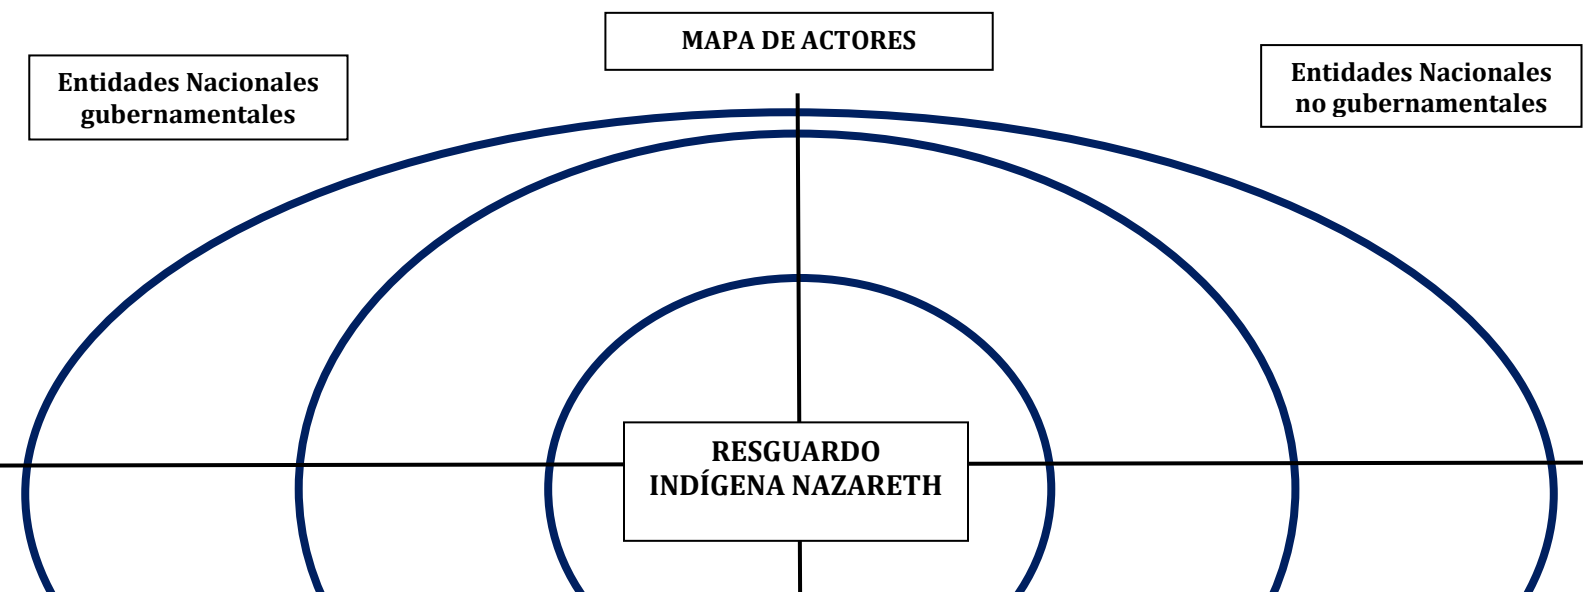 MAPA DE ACTORES
Entidades Nacionales
gubernamentales
Entidades Nacionales
no gubernamentales
RESGUARDO
INDÍGENA NAZARETH